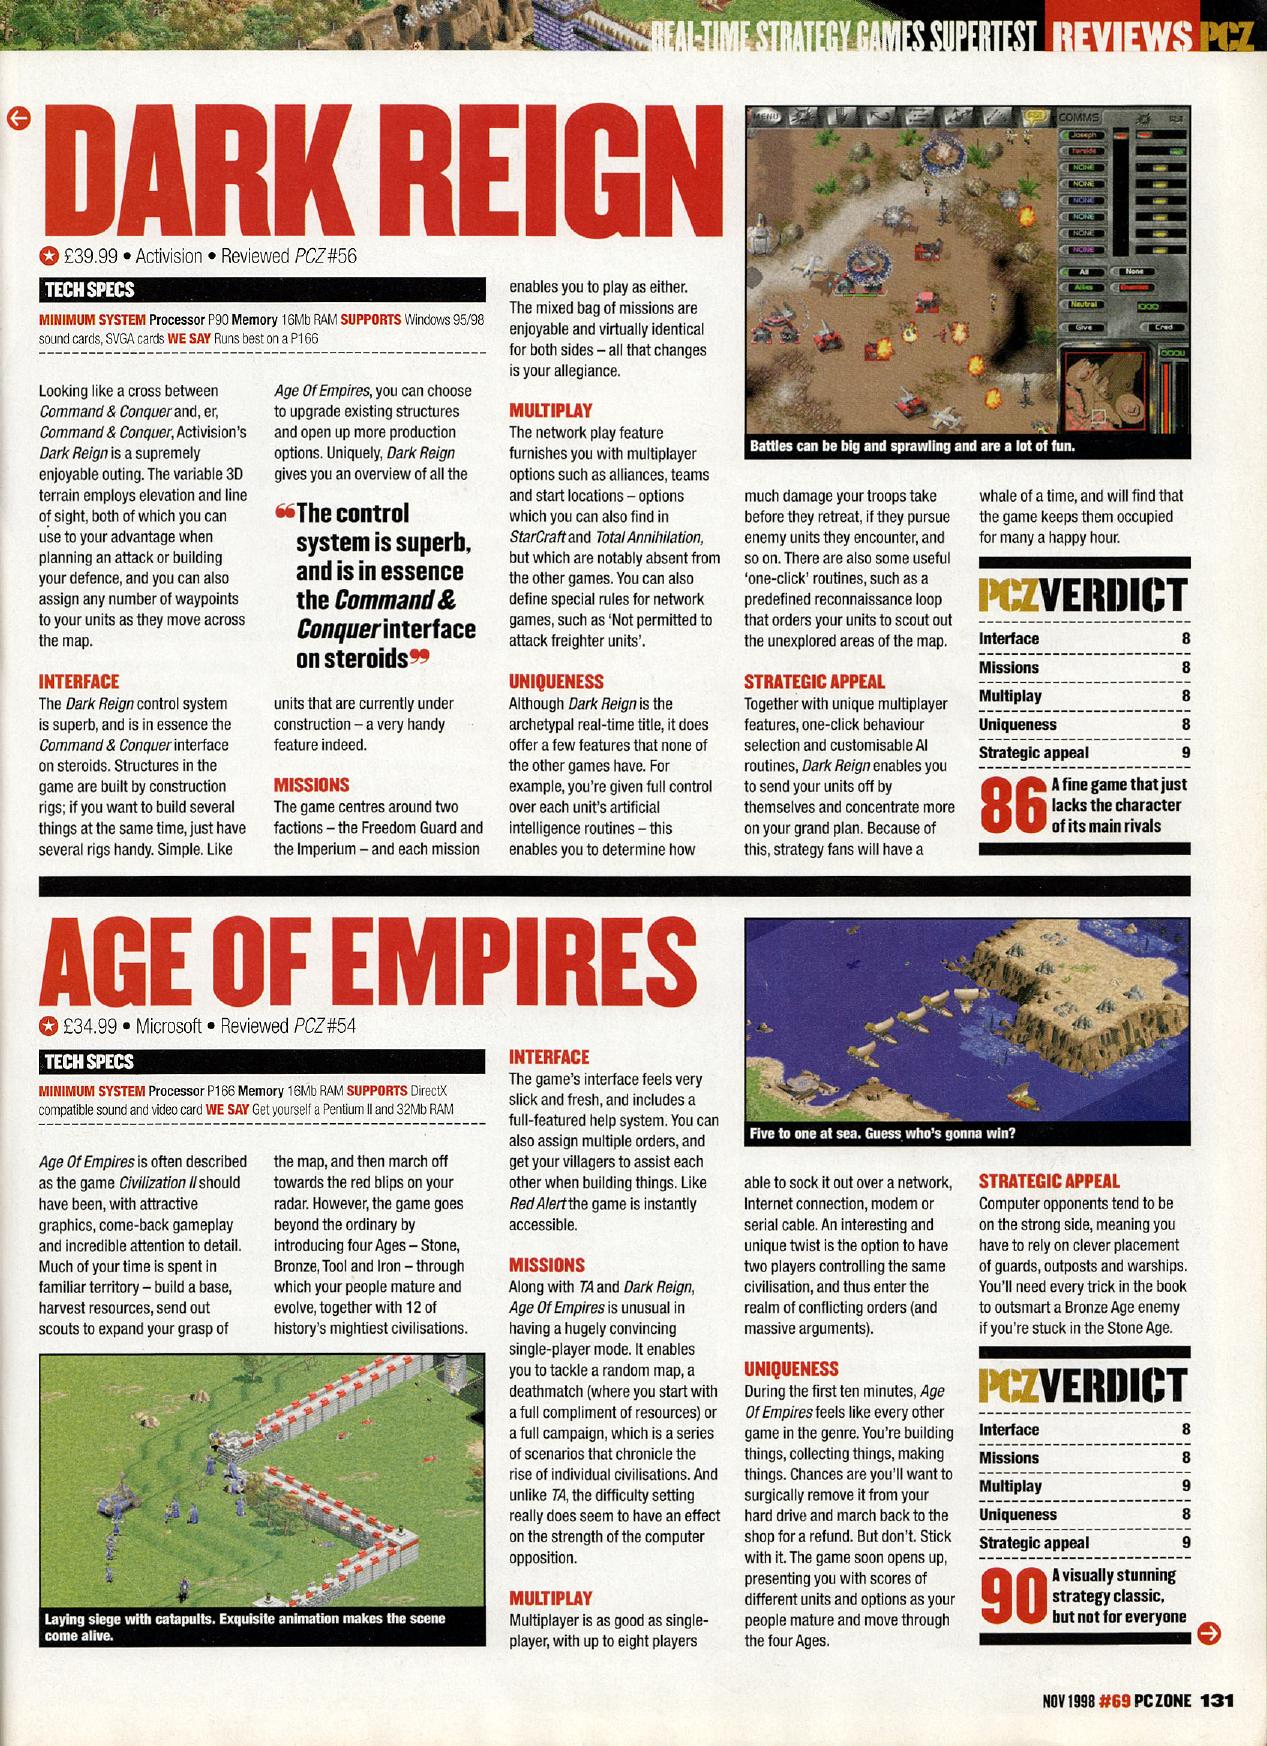 REAL-TIME STRATEGY GAMES SUPERTEST REVIEWS PCZ
DARK REIGN
£39.99 • Activision • Reviewed PCZ #56
TECH SPECS
MINIMUM SYSTEM Processor P90 Memory 16Mb RAM SUPPORTS Windows 95/98
sound cards, SVGA cards WE SAY Runs best on a P166
Looking like a cross between
Command & Conquer and, er,
Command & Conquer, Activision's
Dark Reign is a supremely
enjoyable outing. The variable 3D
terrain employs elevation and line
of sight, both of which you can
use to your advantage when
planning an attack or building
your defence, and you can also
assign any number of waypoints
to your units as they move across
the map.
INTERFACE
The Dark Reign control system
is superb, and is in essence the
Command & Conquer interface
on steroids. Structures in the
game are built by construction
rigs; if you want to build several
things at the same time, just have
several rigs handy. Simple. Like
Age Of Empires, you can choose
to upgrade existing structures
and open up more production
options. Uniquely, Dark Reign
gives you an overview of all the
“The control
system is superb,
and is in essence
the Command &
Conquer interface
on steroids”
units that are currently under
construction – a very handy
feature indeed.
MISSIONS
The game centres around two
factions – the Freedom Guard and
the Imperium – and each mission
enables you to play as either.
The mixed bag of missions are
enjoyable and virtually identical
for both sides – all that changes
is your allegiance.
MULTIPLAY
The network play feature
furnishes you with multiplayer
options such as alliances, teams
and start locations – options
which you can also find in
StarCraft and Total Annihilation,
but which are notably absent from
the other games. You can also
define special rules for network
games, such as ‘Not permitted to
attack freighter units’.
UNIQUENESS
Although Dark Reign is the
archetypal real-time title, it does
offer a few features that none of
the other games have. For
example, you're given full control
over each unit's artificial
intelligence routines – this
enables you to determine how
MENU
COMMS
Joseph
NONE
NONE
NONE
NONE
NONE
NONE
All
None
Allies
Enemies
Neutral
Give
Cred
Battles can be big and sprawling and are a lot of fun.
much damage your troops take
before they retreat, if they pursue
enemy units they encounter, and
so on. There are also some useful
‘one-click’ routines, such as a
predefined reconnaissance loop
that orders your units to scout out
the unexplored areas of the map.
STRATEGIC APPEAL
Together with unique multiplayer
features, one-click behaviour
selection and customisable AI
routines, Dark Reign enables you
to send your units off by
themselves and concentrate more
on your grand plan. Because of
this, strategy fans will have a
whale of a time, and will find that
the game keeps them occupied
for many a happy hour.
PCZVERDICT
Interface 8
Missions 8
Multiplay 8
Uniqueness 8
Strategic appeal 9
86 A fine game that just
lacks the character
of its main rivals
AGE OF EMPIRES
£34.99 • Microsoft • Reviewed PCZ #54
TECH SPECS
MINIMUM SYSTEM Processor P166 Memory 16Mb RAM SUPPORTS DirectX
compatible sound and video card WE SAY Get yourself a Pentium II and 32Mb RAM
Age Of Empires is often described
as the game Civilization II should
have been, with attractive
graphics, come-back gameplay
and incredible attention to detail.
Much of your time is spent in
familiar territory – build a base,
harvest resources, send out
scouts to expand your grasp of
the map, and then march off
towards the red blips on your
radar. However, the game goes
beyond the ordinary by
introducing four Ages – Stone,
Bronze, Tool and Iron – through
which your people mature and
evolve, together with 12 of
history's mightiest civilisations.
Laying siege with catapults. Exquisite animation makes the scene
come alive.
INTERFACE
The game's interface feels very
slick and fresh, and includes a
full-featured help system. You can
also assign multiple orders, and
get your villagers to assist each
other when building things. Like
Red Alert the game is instantly
accessible.
MISSIONS
Along with TA and Dark Reign,
Age Of Empires is unusual in
having a hugely convincing
single-player mode. It enables
you to tackle a random map, a
deathmatch (where you start with
a full compliment of resources) or
a full campaign, which is a series
of scenarios that chronicle the
rise of individual civilisations. And
unlike TA, the difficulty setting
really does seem to have an effect
on the strength of the computer
opposition.
MULTIPLAY
Multiplayer is as good as single-
player, with up to eight players
Five to one at sea. Guess who's gonna win?
able to sock it out over a network,
Internet connection, modem or
serial cable. An interesting and
unique twist is the option to have
two players controlling the same
civilisation, and thus enter the
realm of conflicting orders (and
massive arguments).
UNIQUENESS
During the first ten minutes, Age
Of Empires feels like every other
game in the genre. You're building
things, collecting things, making
things. Chances are you'll want to
surgically remove it from your
hard drive and march back to the
shop for a refund. But don't. Stick
with it. The game soon opens up,
presenting you with scores of
different units and options as your
people mature and move through
the four Ages.
STRATEGIC APPEAL
Computer opponents tend to be
on the strong side, meaning you
have to rely on clever placement
of guards, outposts and warships.
You'll need every trick in the book
to outsmart a Bronze Age enemy
if you're stuck in the Stone Age.
PCZVERDICT
Interface 8
Missions 8
Multiplay 9
Uniqueness 8
Strategic appeal 9
90 A visually stunning
strategy classic,
but not for everyone
NOV 1998 #69 PC ZONE 131